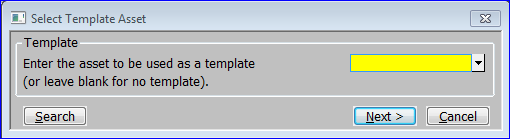 Select Template Asset
Template
Enter the asset to be used as a template
(or leave blank for no template).
Search
Next >
Cancel